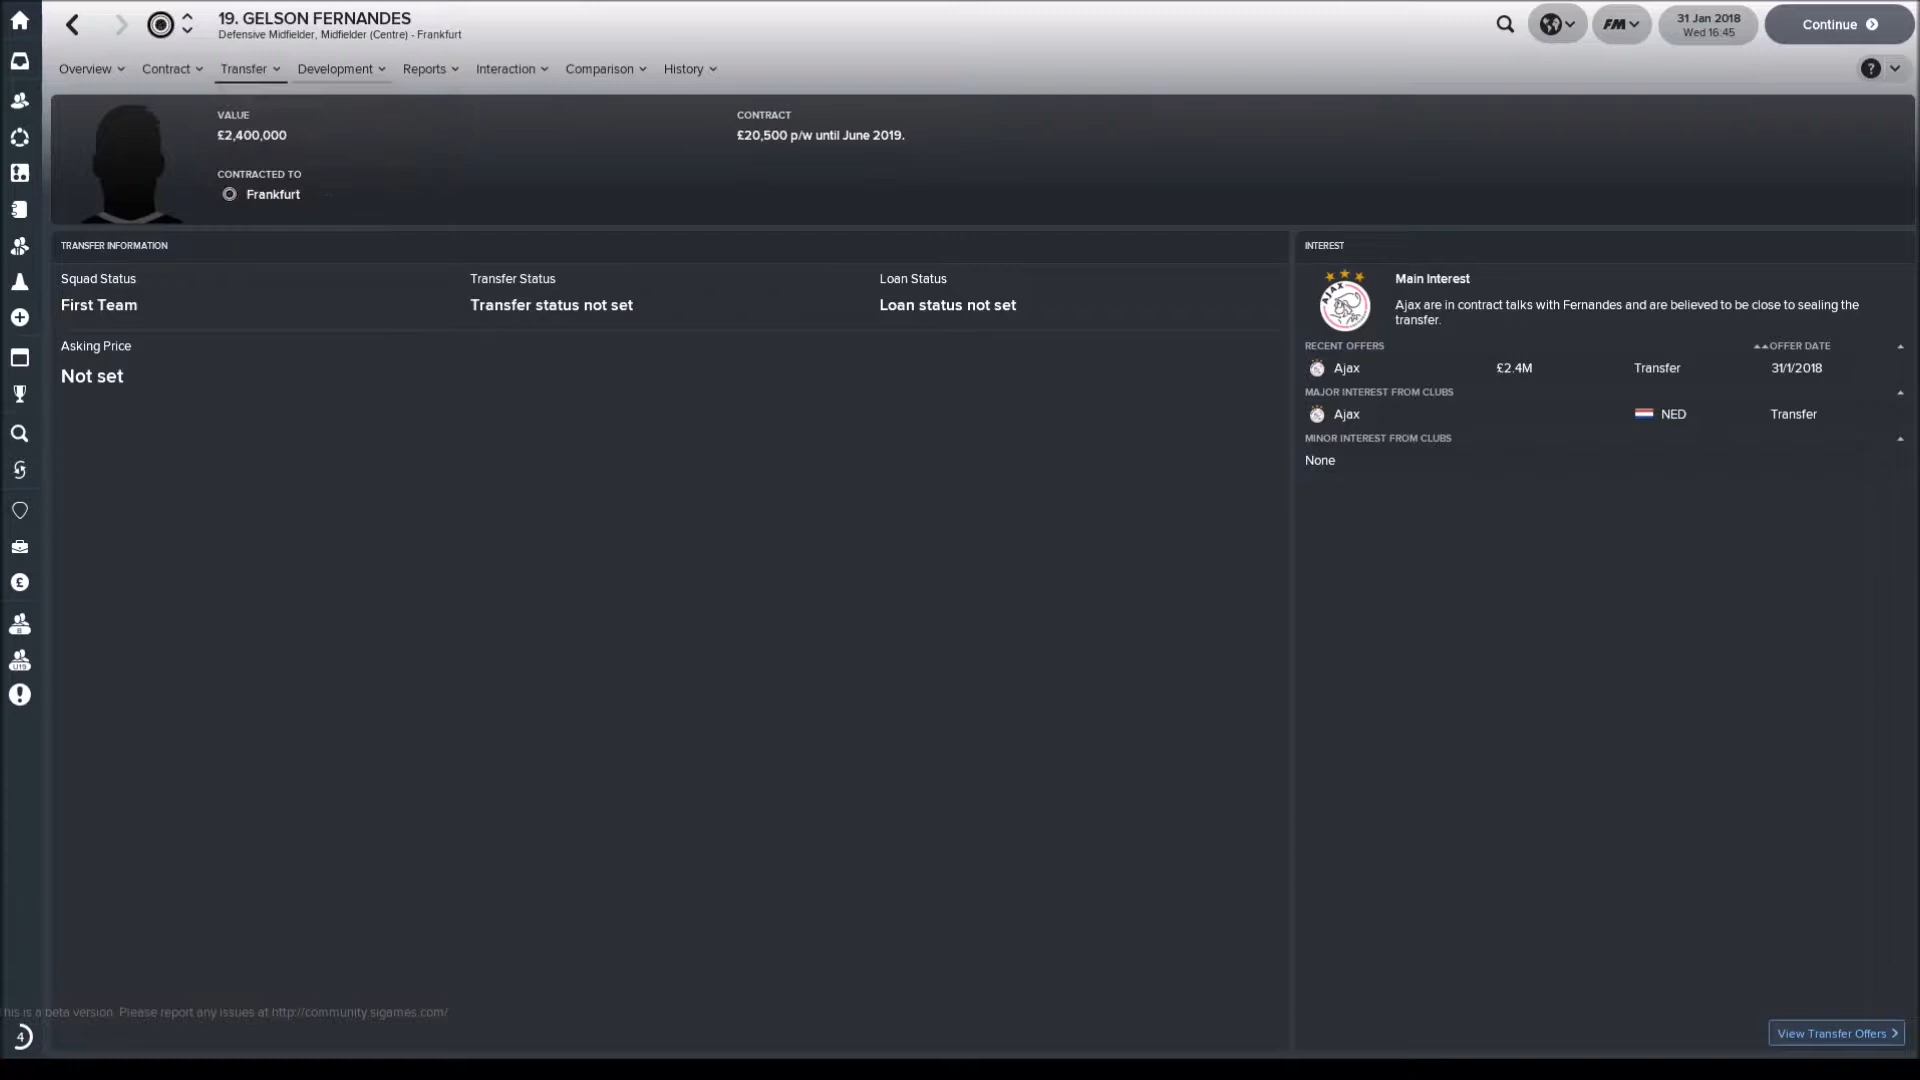 19. GELSON FERNANDES
Defensive Midfielder, Midfielder (Centre) - Frankfurt
FM
31 Jan 2018
Wed 16:45
Continue
Overview
Contract
Transfer
Development
Reports
Interaction
Comparison
History
?
VALUE
£2,400,000
CONTRACT
£20,500 p/w until June 2019.
CONTRACTED TO
Frankfurt
TRANSFER INFORMATION
Squad Status
Transfer Status
Loan Status
First Team
Transfer status not set
Loan status not set
Asking Price
Not set
INTEREST
AJAX
Main Interest
Ajax are in contract talks with Fernandes and are believed to be close to sealing the
transfer.
RECENT OFFERS
OFFER DATE
Ajax £2.4M Transfer 31/1/2018
MAJOR INTEREST FROM CLUBS
Ajax NED Transfer
MINOR INTEREST FROM CLUBS
None
£
U19
his is a beta version. Please report any issues at http://community.sigames.com/
4
View Transfer Offers